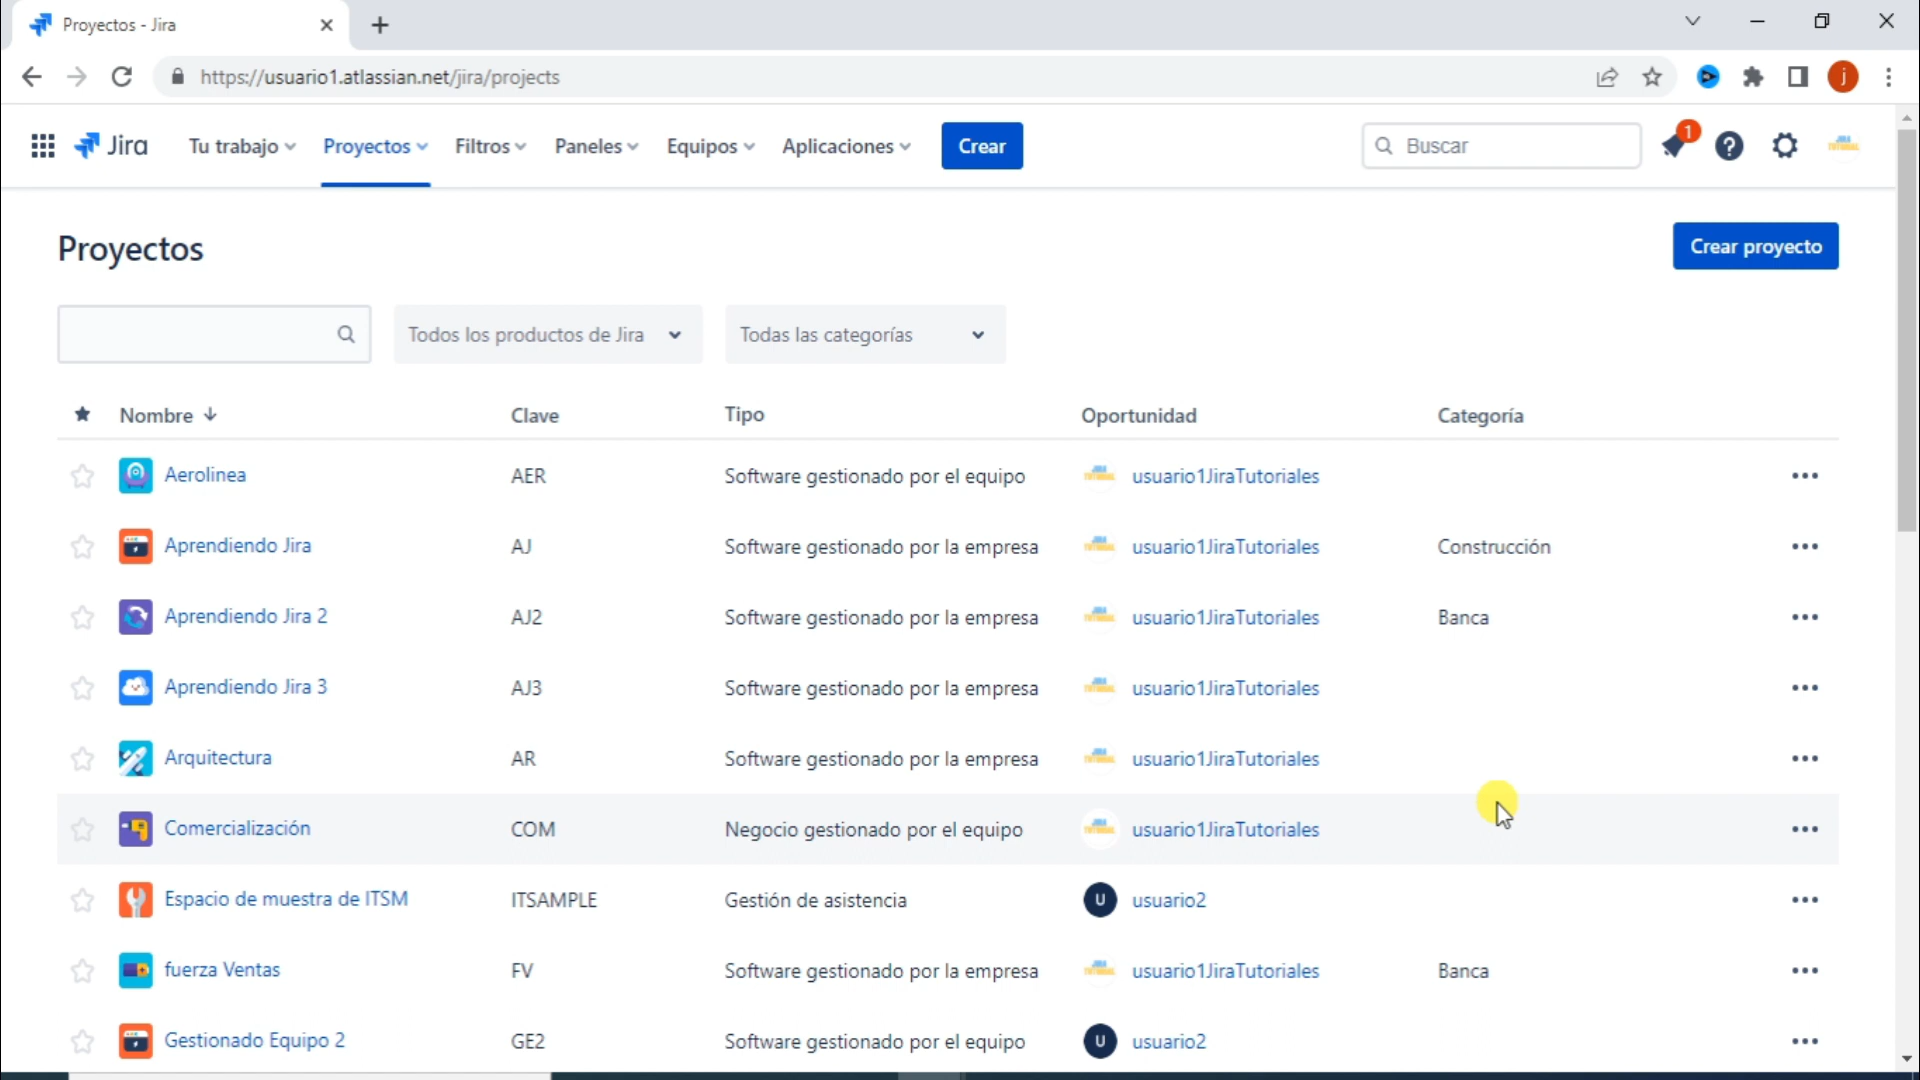 Proyectos - Jira
https://usuario1.atlassian.net/jira/projects
j
Jira Tu trabajo Proyectos Filtros Paneles Equipos Aplicaciones Crear Buscar 1
Proyectos Crear proyecto
Todos los productos de Jira Todas las categorías
Nombre Clave Tipo Oportunidad Categoría
Aerolinea AER Software gestionado por el equipo usuario1JiraTutoriales
Aprendiendo Jira AJ Software gestionado por la empresa usuario1JiraTutoriales Construcción
Aprendiendo Jira 2 AJ2 Software gestionado por la empresa usuario1JiraTutoriales Banca
Aprendiendo Jira 3 AJ3 Software gestionado por la empresa usuario1JiraTutoriales
Arquitectura AR Software gestionado por la empresa usuario1JiraTutoriales
Comercialización COM Negocio gestionado por el equipo usuario1JiraTutoriales
Espacio de muestra de ITSM ITSAMPLE Gestión de asistencia U usuario2
fuerza Ventas FV Software gestionado por la empresa usuario1JiraTutoriales Banca
Gestionado Equipo 2 GE2 Software gestionado por el equipo U usuario2